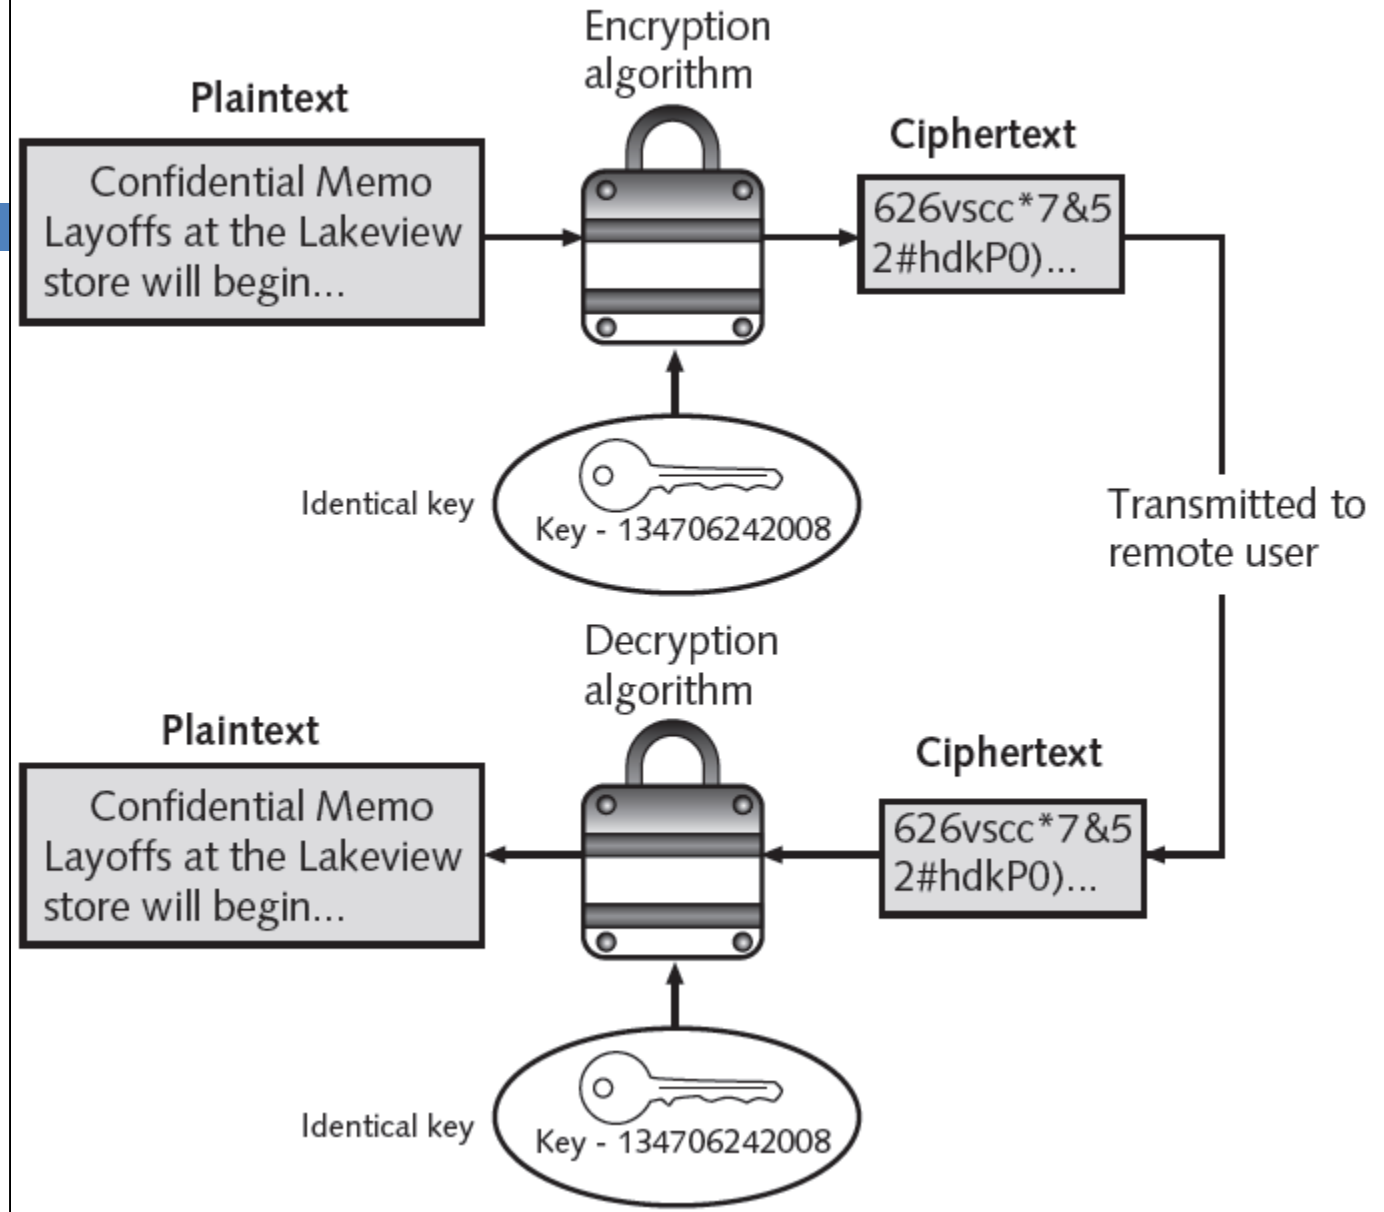 Encryption
algorithm
Plaintext
Confidential Memo
Layoffs at the Lakeview
store will begin...
Ciphertext
626vscc*7&5
2#hdkP0)...
Identical key
Key - 134706242008
Transmitted to
remote user
Decryption
algorithm
Plaintext
Confidential Memo
Layoffs at the Lakeview
store will begin...
Ciphertext
626vscc*7&5
2#hdkP0)...
Identical key
Key - 134706242008